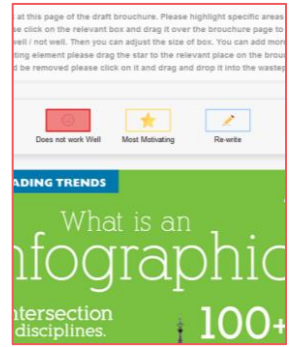 at this page of the draft brouchure. Please highlight specific areas
se click on the relevant box and drag it over the brouchure page to
well / not well. Then you can adjust the size of box. You can add more
ting element please drag the star to the relevant place on the brou
d be removed please click on it and drag and drop it into the wastep
Does not work Well
Most Motivating
Re-write
ADING TRENDS
What is an
nfographic
ntersection
disciplines.
100+